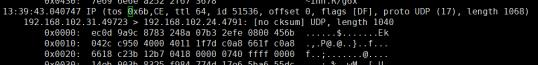 13:39:43.040747 IP (tos 0x6b,CE, ttl 64, id 51536, offset 0, flags [DF], proto UDP (17), length 1068)
192.168.102.31.49723 > 192.168.102.24.4791: [no cksum] UDP, length 1040
0x0000: ec0d 9a9c 8783 248a 07b3 2efe 0800 456b ......$.......Ek
0x0010: 042c c950 4000 4011 1f7d c0a8 661f c0a8 .,.P@.@..}..f...
0x0020: 6618 c23b 12b7 0418 0000 0740 ffff 0000 f..;.......@....